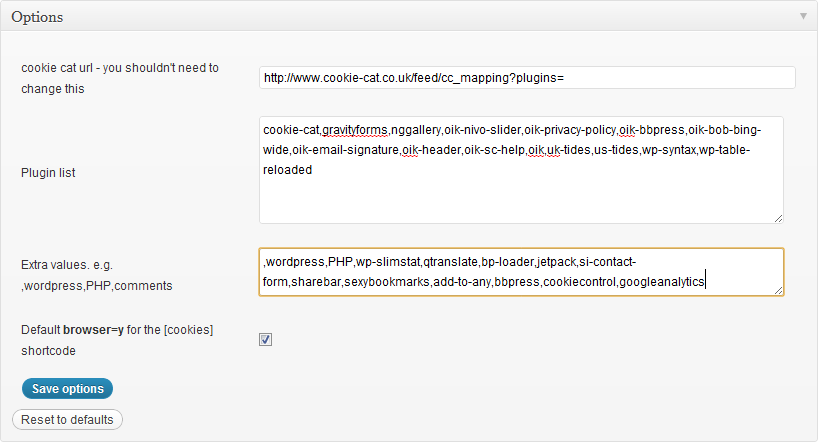 Options
cookie cat url - you shouldn't need to
change this
http://www.cookie-cat.co.uk/feed/cc_mapping?plugins=
Plugin list
cookie-cat,gravityforms,nggallery,oik-nivo-slider,oik-privacy-policy,oik-bbpress,oik-bob-bing-
wide,oik-email-signature,oik-header,oik-sc-help,oik,uk-tides,us-tides,wp-syntax,wp-table-
reloaded
Extra values. e.g.
,wordpress,PHP,comments
,wordpress,PHP,wp-slimstat,qtranslate,bp-loader,jetpack,si-contact-
form,sharebar,sexybookmarks,add-to-any,bbpress,cookiecontrol,googleanalytics
Default browser=y for the [cookies]
shortcode
Save options
Reset to defaults